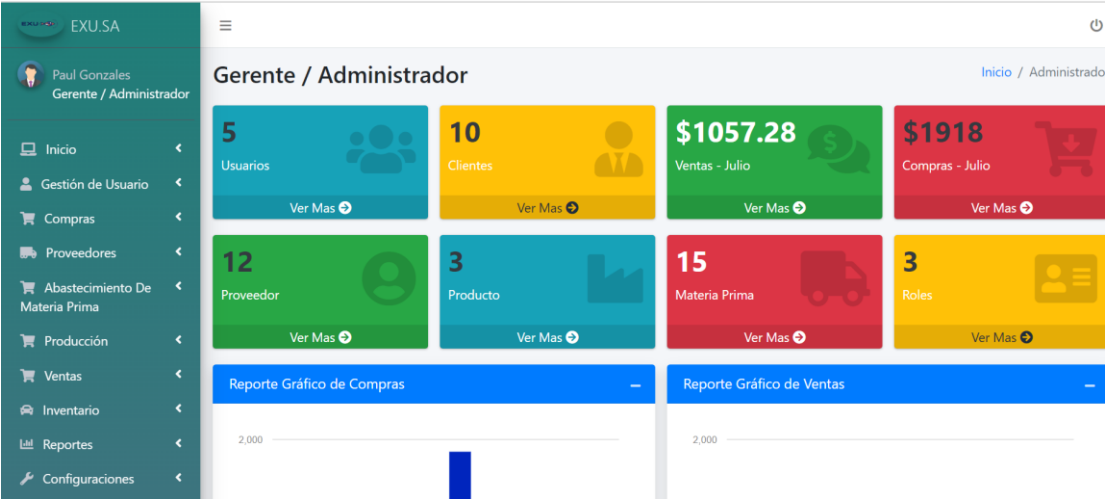 EXU.SA
Paul Gonzales
Gerente / Administrador
Inicio
Gestión de Usuario
Compras
Proveedores
Abastecimiento De
Materia Prima
Producción
Ventas
Inventario
Reportes
Configuraciones
Gerente / Administrador
Inicio / Administrado
5
Usuarios
Ver Mas
10
Clientes
Ver Mas
$1057.28
Ventas - Julio
Ver Mas
$1918
Compras - Julio
Ver Mas
12
Proveedor
Ver Mas
3
Producto
Ver Mas
15
Materia Prima
Ver Mas
3
Roles
Ver Mas
Reporte Gráfico de Compras
2,000
Reporte Gráfico de Ventas
2,000